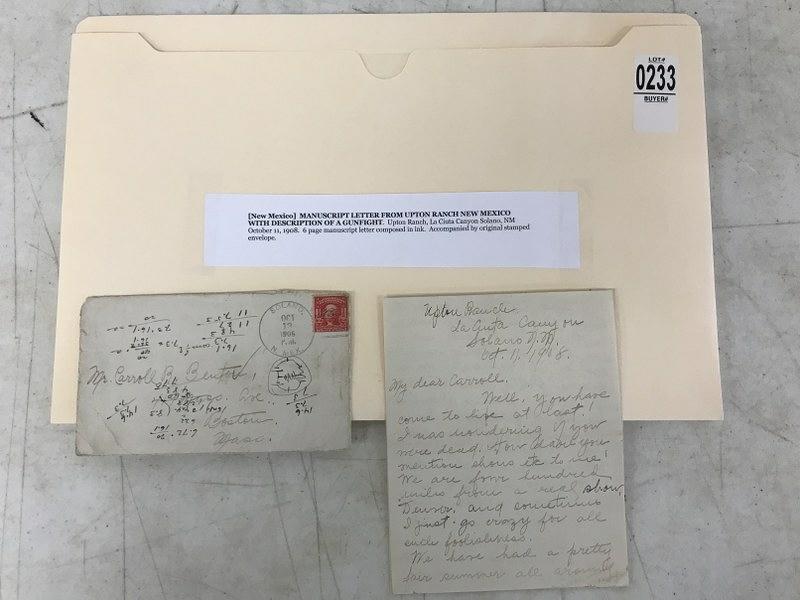 LOT#
0233
BUYER#
[New Mexico] MANUSCRIPT LETTER FROM UPTON RANCH NEW MEXICO
WITH DESCRIPTION OF A GUNFIGHT. Upton Ranch, La Ciuta Canyon Solano, NM
October 11, 1908. 6 page manuscript letter composed in ink. Accompanied by original stamped
envelope.
SOLANO,
OCT
1908
N. MEX.
Mr. Carroll B. Benton,
Ave.
Boston
Mass.
Upton Ranch
La Ciuta Canyon
Solano N.M.
Oct. 11, 1908.
My dear Carroll.
Well, you have
come to life at last!
I was wondering if you
were dead. How dare you
mention shows etc to me!
We are four hundred
miles from a real show,
Denver, and sometimes
I just go crazy for all
such foolishness.
We have had a pretty
fair summer all around